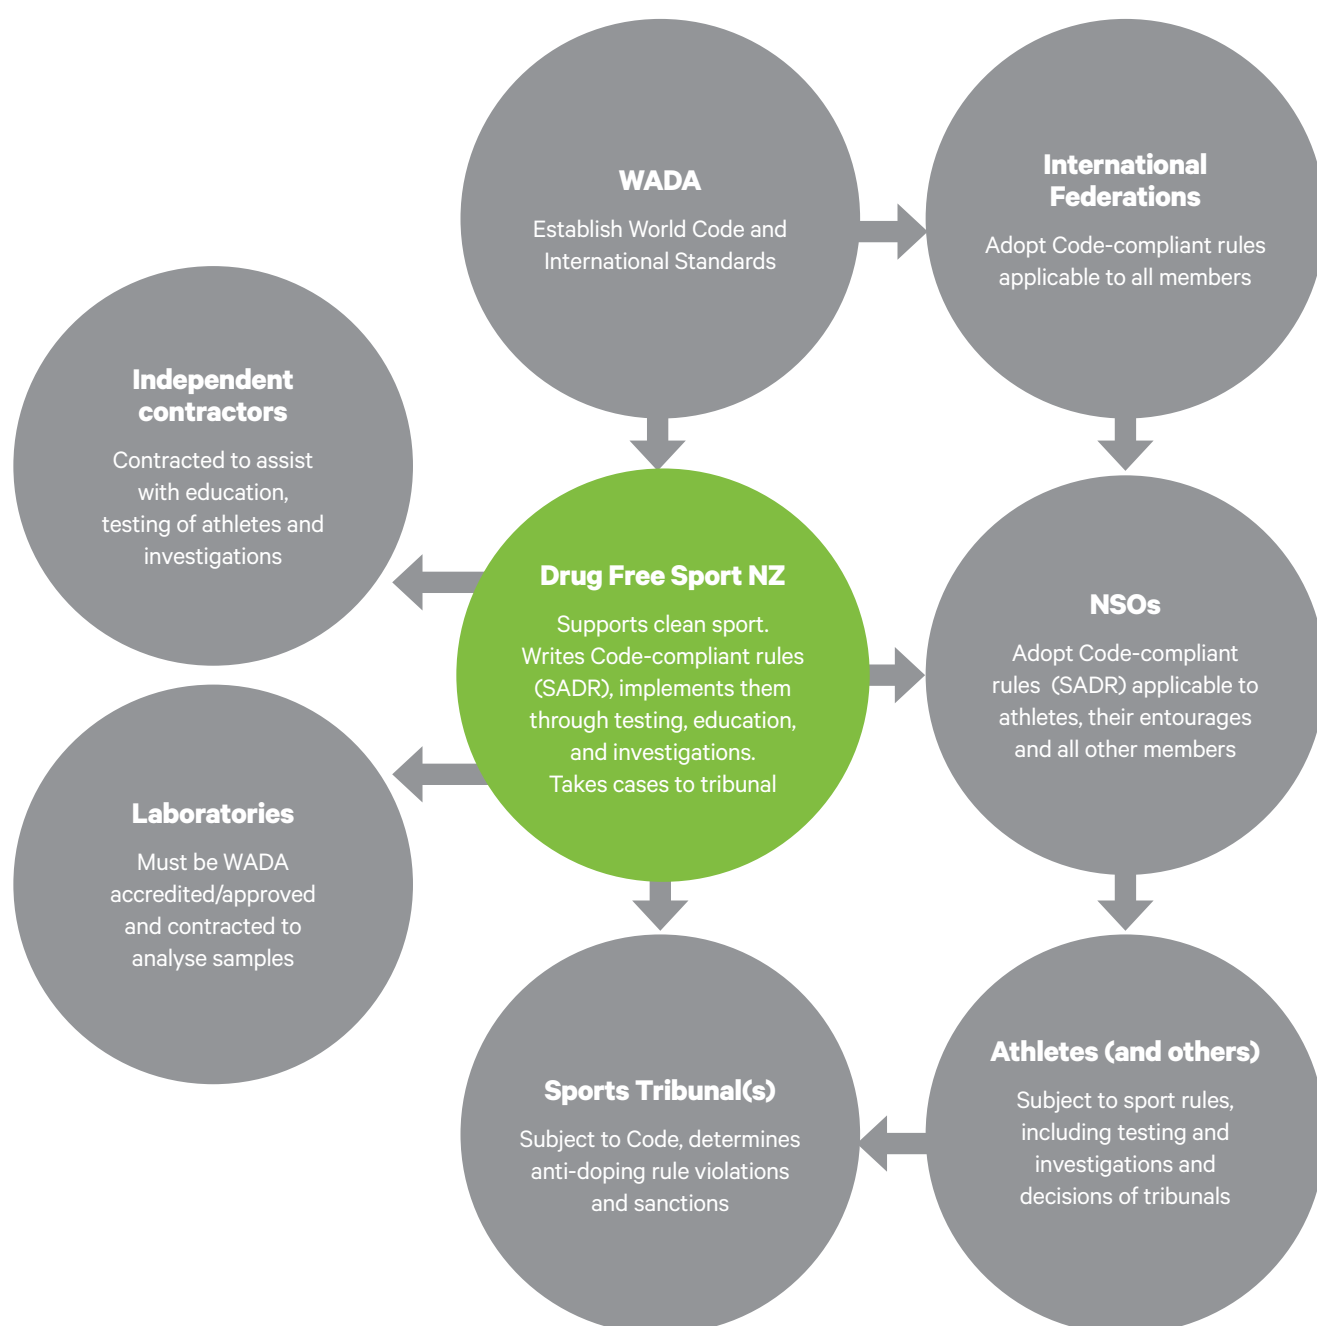 WADA
Establish World Code and
International Standards
International
Federations
Adopt Code-compliant rules
applicable to all members
Independent
contractors
Contracted to assist
with education,
testing of athletes and
investigations
Drug Free Sport NZ
Supports clean sport.
Writes Code-compliant rules
(SADR), implements them
through testing, education,
and investigations.
Takes cases to tribunal
NSOs
Adopt Code-compliant
rules (SADR) applicable to
athletes, their entourages
and all other members
Laboratories
Must be WADA
accredited/approved
and contracted to
analyse samples
Sports Tribunal(s)
Subject to Code, determines
anti-doping rule violations
and sanctions
Athletes (and others)
Subject to sport rules,
including testing and
investigations and
decisions of tribunals